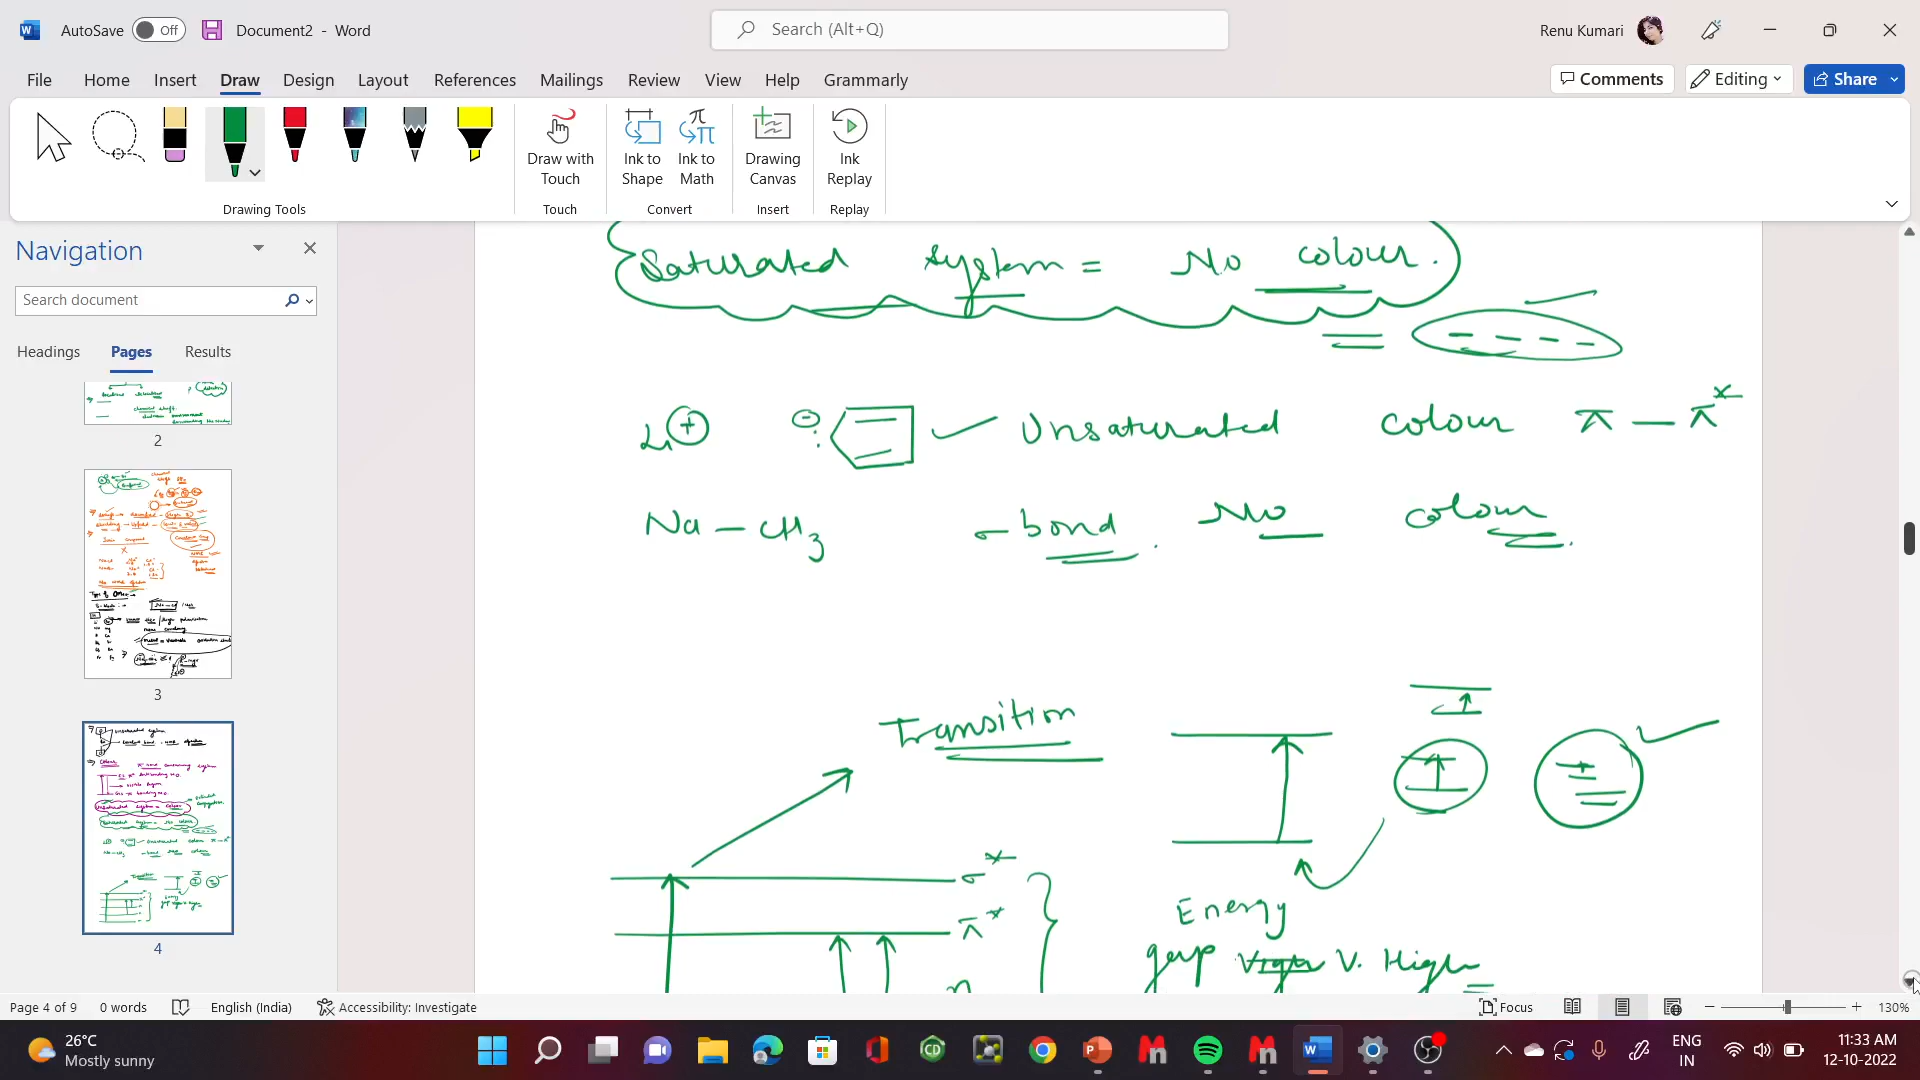 AutoSave Off Document2 - Word Search (Alt+Q) Renu Kumari
File Home Insert Draw Design Layout References Mailings Review View Help Grammarly Comments Editing Share
Draw with Touch
Ink to Shape
Ink to Math
Drawing Canvas
Ink Replay
Drawing Tools Touch Convert Insert Replay
Navigation
Search document
Headings Pages Results
2
3
4
Saturated system = No colour.
Li ⊕ ⊖ Unsaturated colour π — π*
Na — CH3 σ-bond. No colour.
Transition
σ*
π*
n
Energy
gap V. High
Page 4 of 9 0 words English (India) Accessibility: Investigate Focus 130%
26°C
Mostly sunny
ENG
IN
11:33 AM
12-10-2022